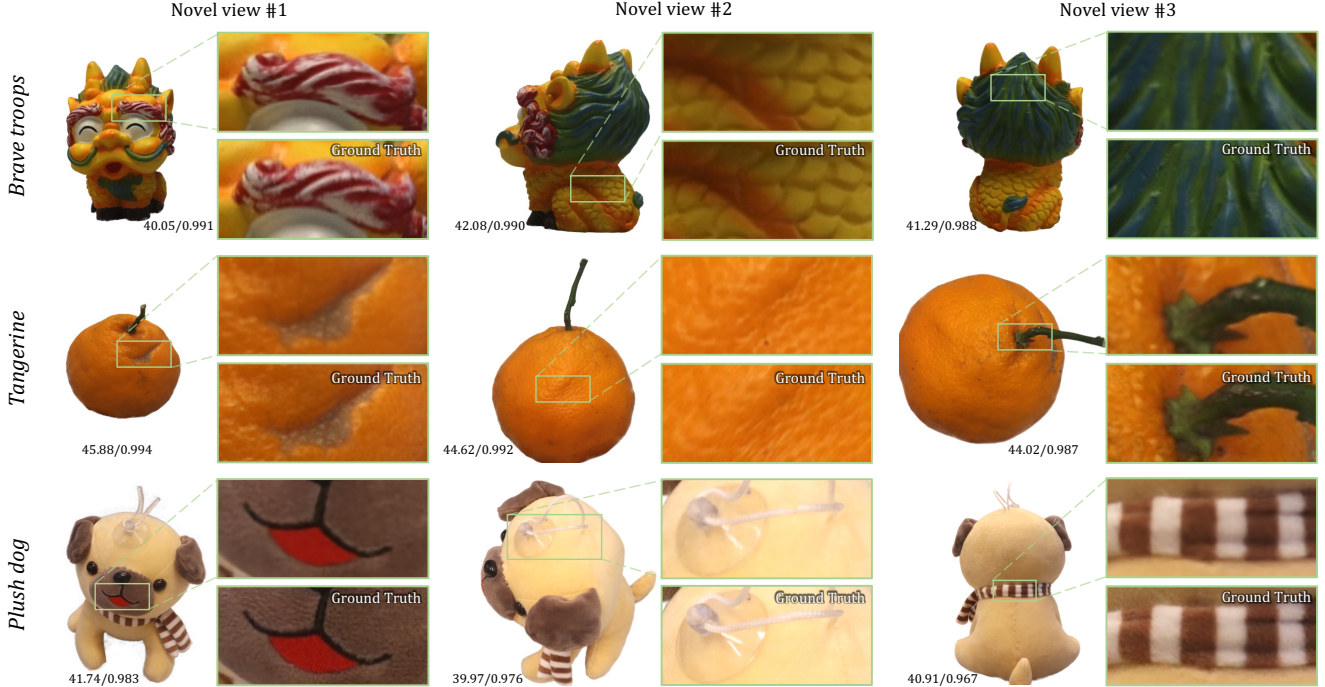 Novel view #1
Novel view #2
Novel view #3
Brave troops
Ground Truth
Ground Truth
Ground Truth
40.05/0.991
42.08/0.990
41.29/0.988
Tangerine
Ground Truth
Ground Truth
Ground Truth
45.88/0.994
44.62/0.992
44.02/0.987
Plush dog
Ground Truth
Ground Truth
Ground Truth
41.74/0.983
39.97/0.976
40.91/0.967